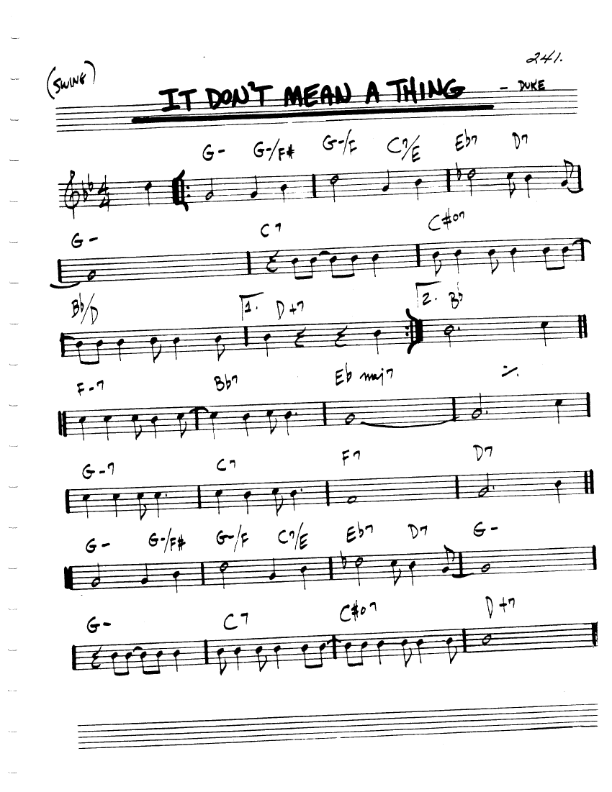 (SWING)
241.
IT DON'T MEAN A THING - DUKE
G- G-/F# G-/F C7/E Eb7 D7
G- C7 C#o7
Bb/D 1. D+7 2. Bb
F-7 Bb7 Eb maj7
G-7 C7 F7 D7
G- G-/F# G-/F C7/E Eb7 D7 G-
G- C7 C#o7 D+7